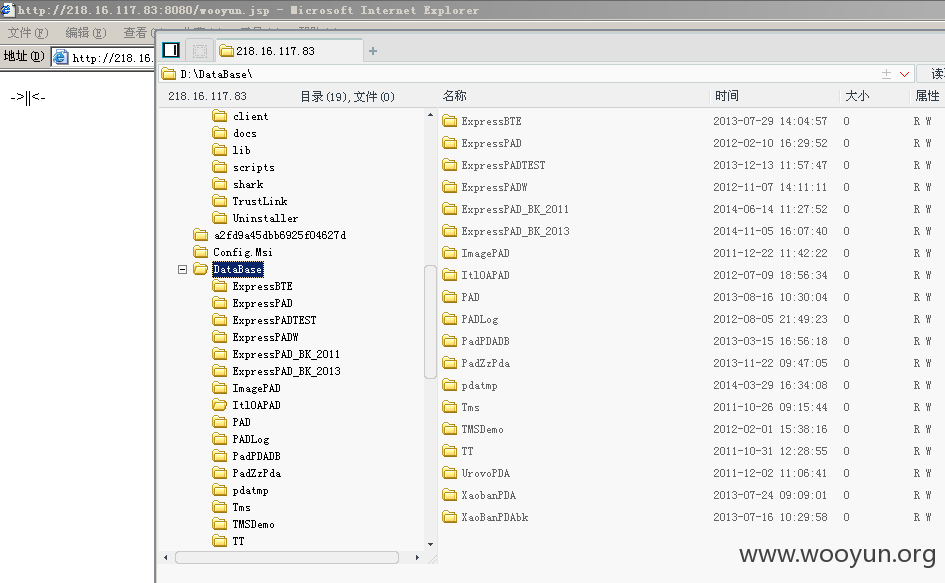 http://218.16.117.83:8080/wooyun.jsp - Microsoft Internet Explorer
文件(F) 编辑(E) 查看
地址(D) http://218.16.
->||<-
218.16.117.83 +
D:\DataBase\
218.16.117.83 目录(19),文件(0)
client
docs
lib
scripts
shark
TrustLink
Uninstaller
a2fd9a45dbb6925f04627d
Config.Msi
DataBase
ExpressBTE
ExpressPAD
ExpressPADTEST
ExpressPADW
ExpressPAD_BK_2011
ExpressPAD_BK_2013
ImagePAD
ItlOAPAD
PAD
PADLog
PadPDADB
PadZzPda
pdatmp
Tms
TMSDemo
TT
名称 时间 大小 属性
ExpressBTE 2013-07-29 14:04:57 0 R W
ExpressPAD 2012-02-10 16:29:52 0 R W
ExpressPADTEST 2013-12-13 11:57:47 0 R W
ExpressPADW 2012-11-07 14:11:11 0 R W
ExpressPAD_BK_2011 2014-06-14 11:27:52 0 R W
ExpressPAD_BK_2013 2014-11-05 16:07:40 0 R W
ImagePAD 2011-12-22 11:42:22 0 R W
ItlOAPAD 2012-07-09 18:56:34 0 R W
PAD 2013-08-16 10:30:04 0 R W
PADLog 2012-08-05 21:49:23 0 R W
PadPDADB 2013-03-15 16:56:18 0 R W
PadZzPda 2013-11-22 09:47:05 0 R W
pdatmp 2014-03-29 16:34:08 0 R W
Tms 2011-10-26 09:15:44 0 R W
TMSDemo 2012-02-01 15:38:16 0 R W
TT 2011-10-31 12:28:55 0 R W
UrovoPDA 2011-12-02 11:06:41 0 R W
XaobanPDA 2013-07-24 09:09:01 0 R W
XaoBanPDAbk 2013-07-16 10:29:58 0 R W
www.wooyun.org